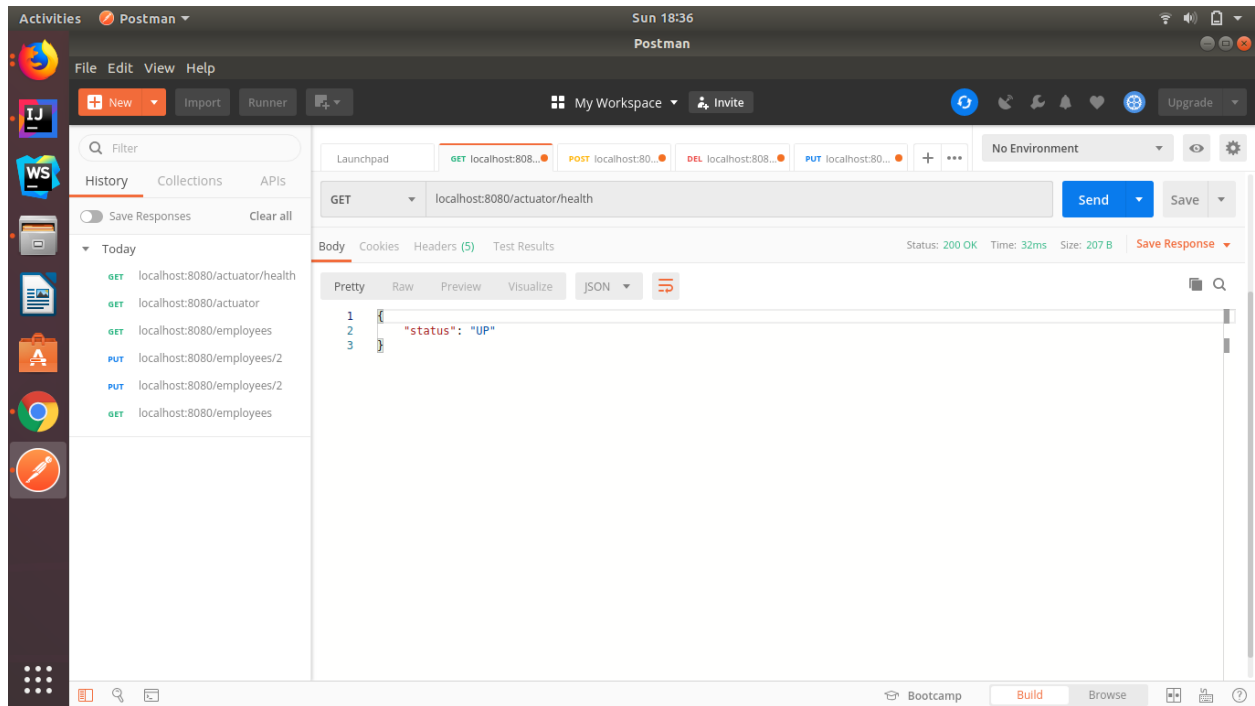 Activities Postman Sun 18:36
Postman
File Edit View Help
New Import Runner My Workspace Invite Upgrade
Filter
History Collections APIs
Save Responses Clear all
Today
GET localhost:8080/actuator/health
GET localhost:8080/actuator
GET localhost:8080/employees
PUT localhost:8080/employees/2
PUT localhost:8080/employees/2
GET localhost:8080/employees
Launchpad GET localhost:808... POST localhost:80... DEL localhost:808... PUT localhost:80... + ••• No Environment
GET localhost:8080/actuator/health Send Save
Body Cookies Headers (5) Test Results Status: 200 OK Time: 32ms Size: 207 B Save Response
Pretty Raw Preview Visualize JSON
1 {
2 "status": "UP"
3 }
IJ
WS
A
Bootcamp Build Browse ?